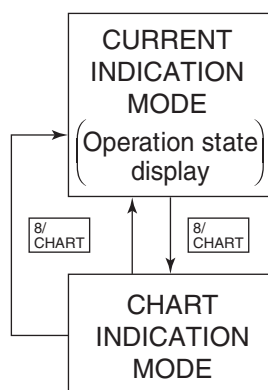 CURRENT
INDICATION
MODE
(Operation state
display)
8/
CHART
8/
CHART
CHART
INDICATION
MODE